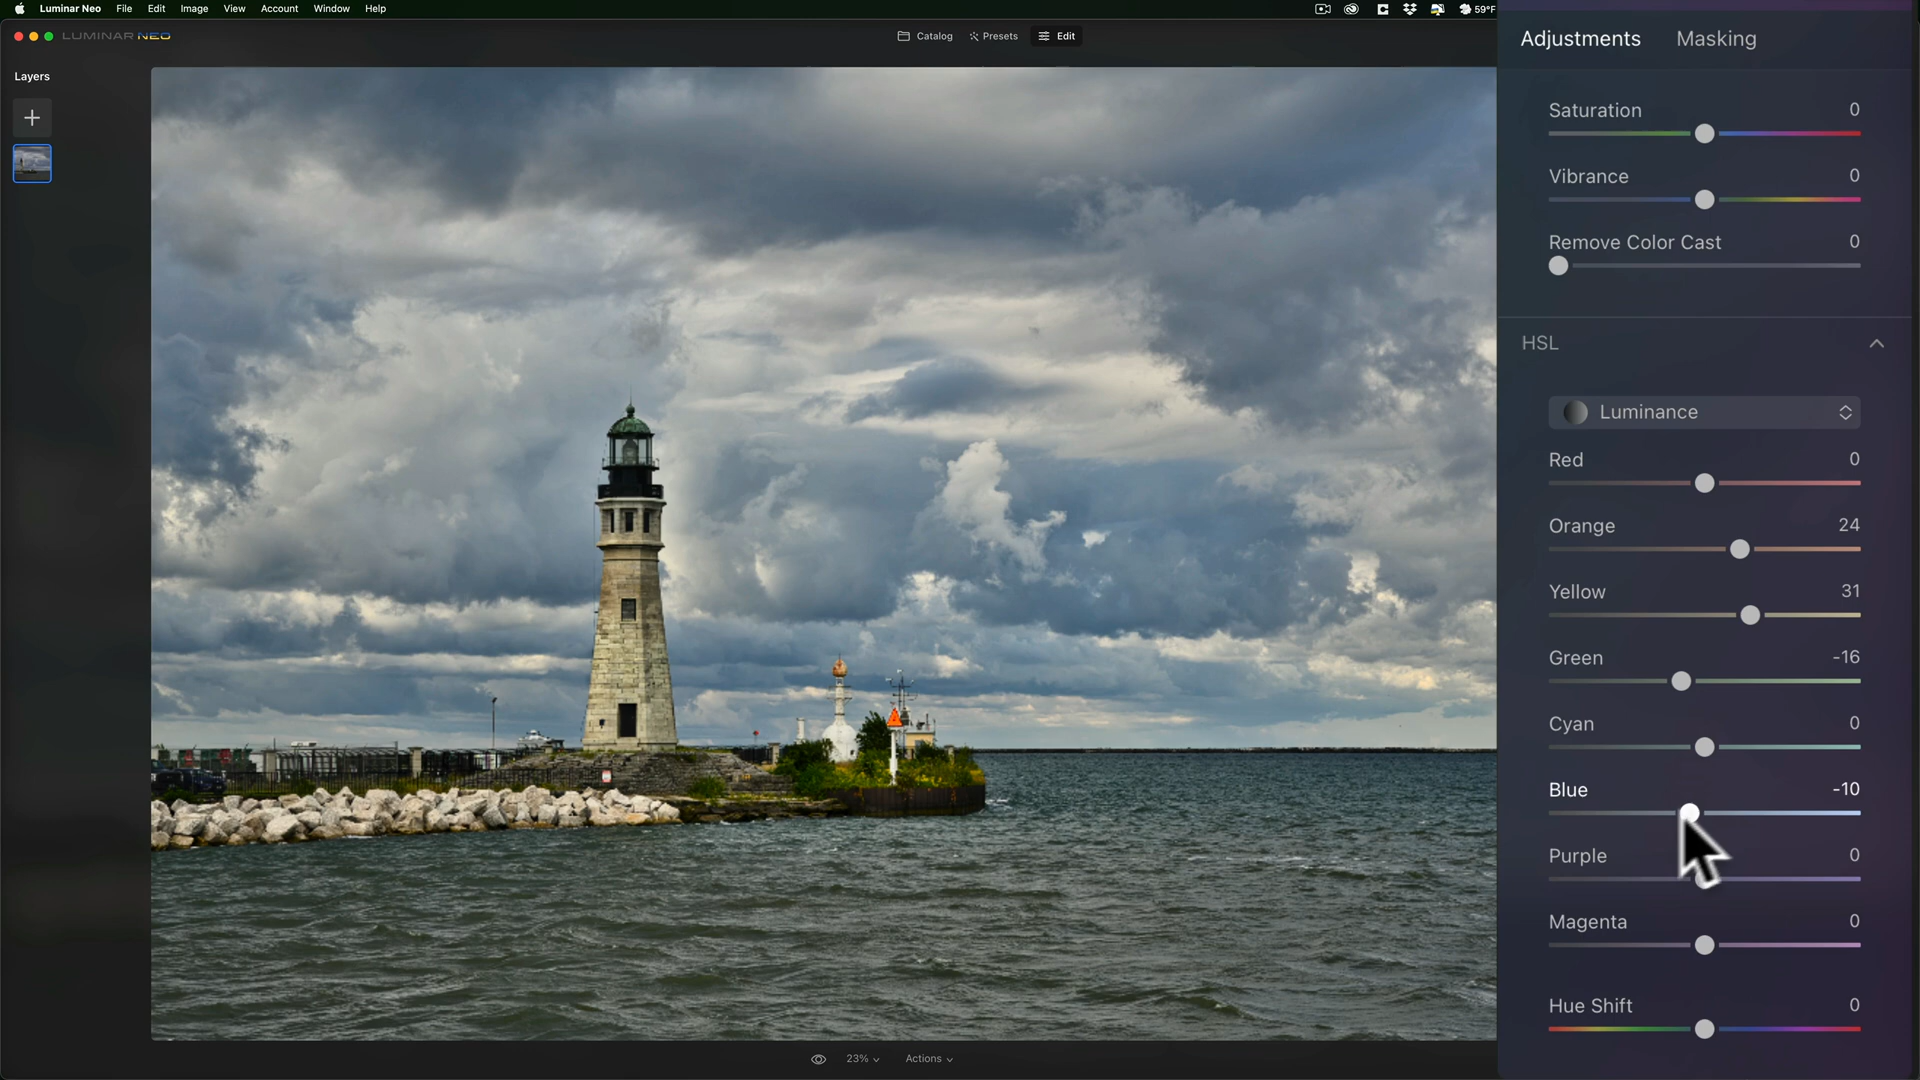 Luminar Neo File Edit Image View Account Window Help 59°F
LUMINAR NEO Catalog Presets Edit
Layers
Adjustments Masking
Saturation 0
Vibrance 0
Remove Color Cast 0
HSL
Luminance
Red 0
Orange 24
Yellow 31
Green -16
Cyan 0
Blue -10
Purple 0
Magenta 0
Hue Shift 0
23% Actions